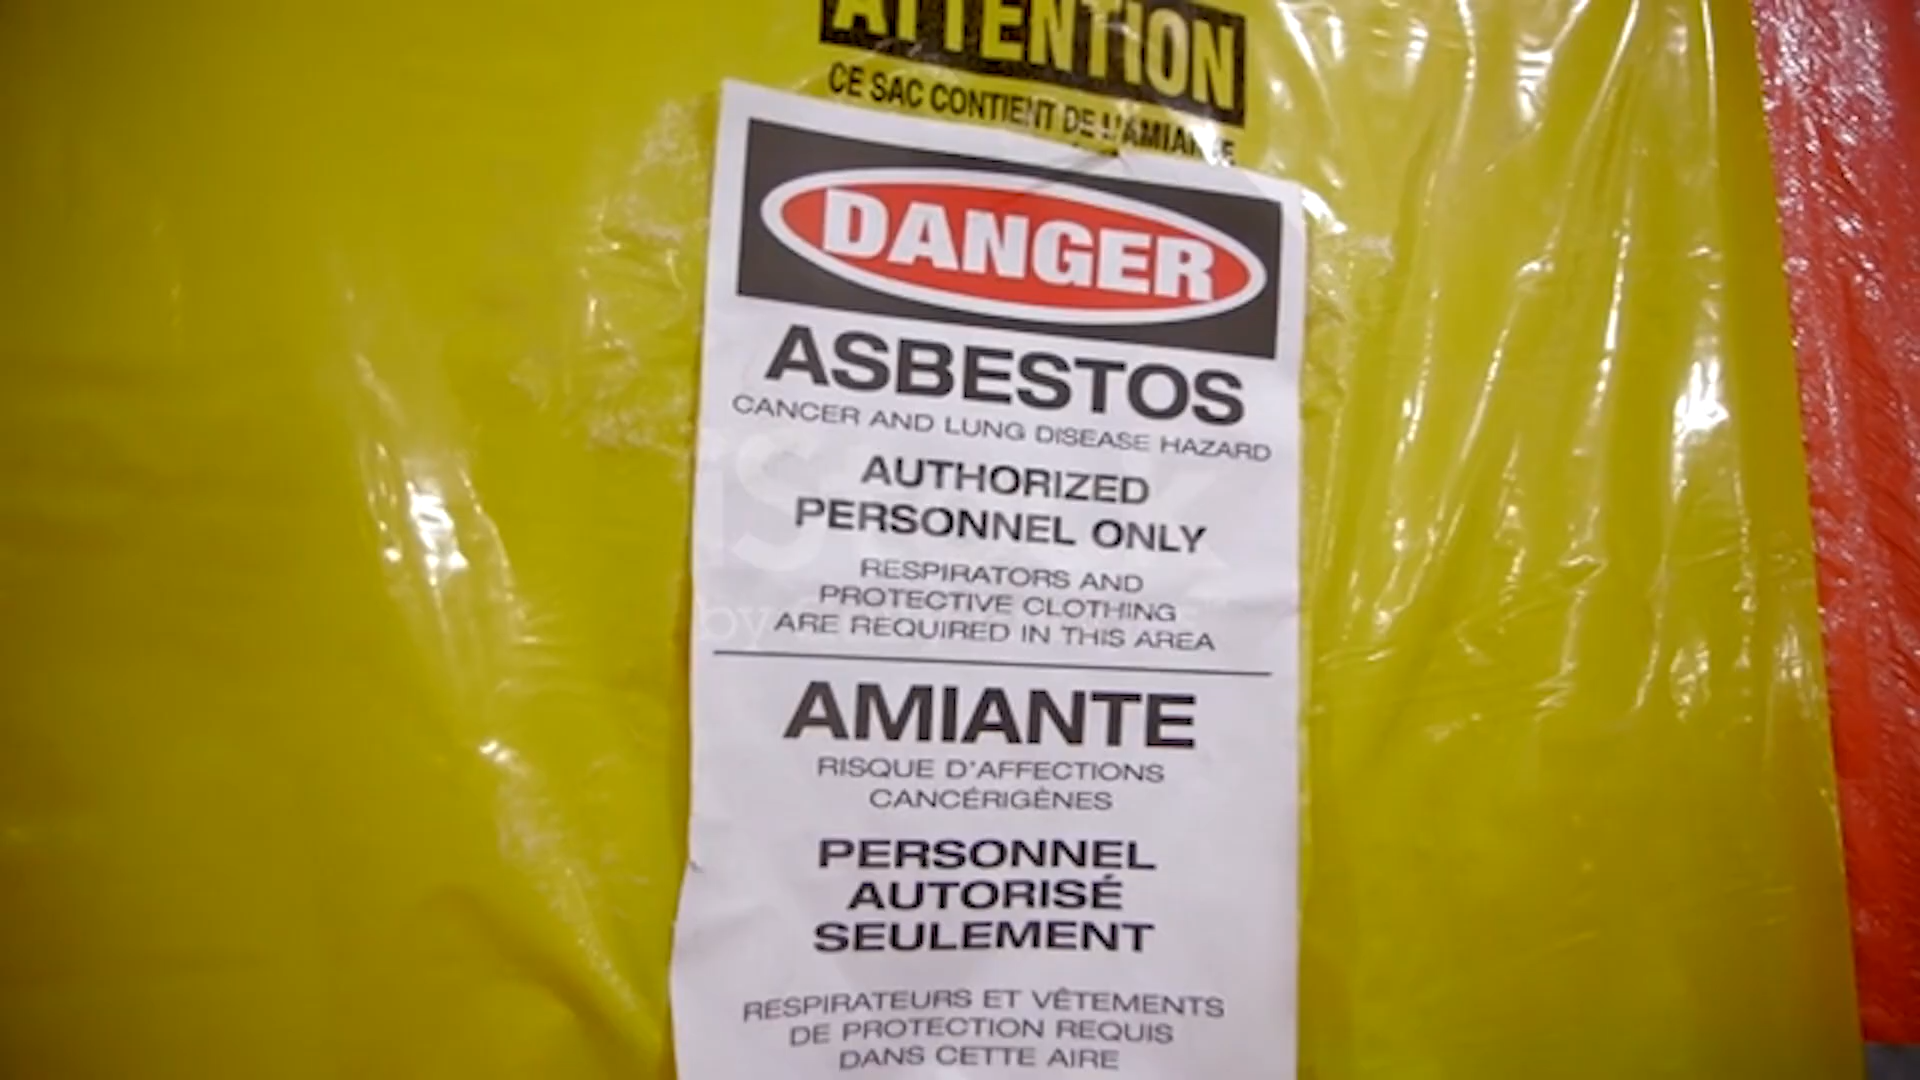 ATTENTION
CE SAC CONTIENT DE L'AMIANTE
DANGER
ASBESTOS
CANCER AND LUNG DISEASE HAZARD
AUTHORIZED
PERSONNEL ONLY
RESPIRATORS AND
PROTECTIVE CLOTHING
ARE REQUIRED IN THIS AREA
AMIANTE
RISQUE D'AFFECTIONS
CANCÉRIGÈNES
PERSONNEL
AUTORISÉ
SEULEMENT
RESPIRATEURS ET VÊTEMENTS
DE PROTECTION REQUIS
DANS CETTE AIRE
iStock
by